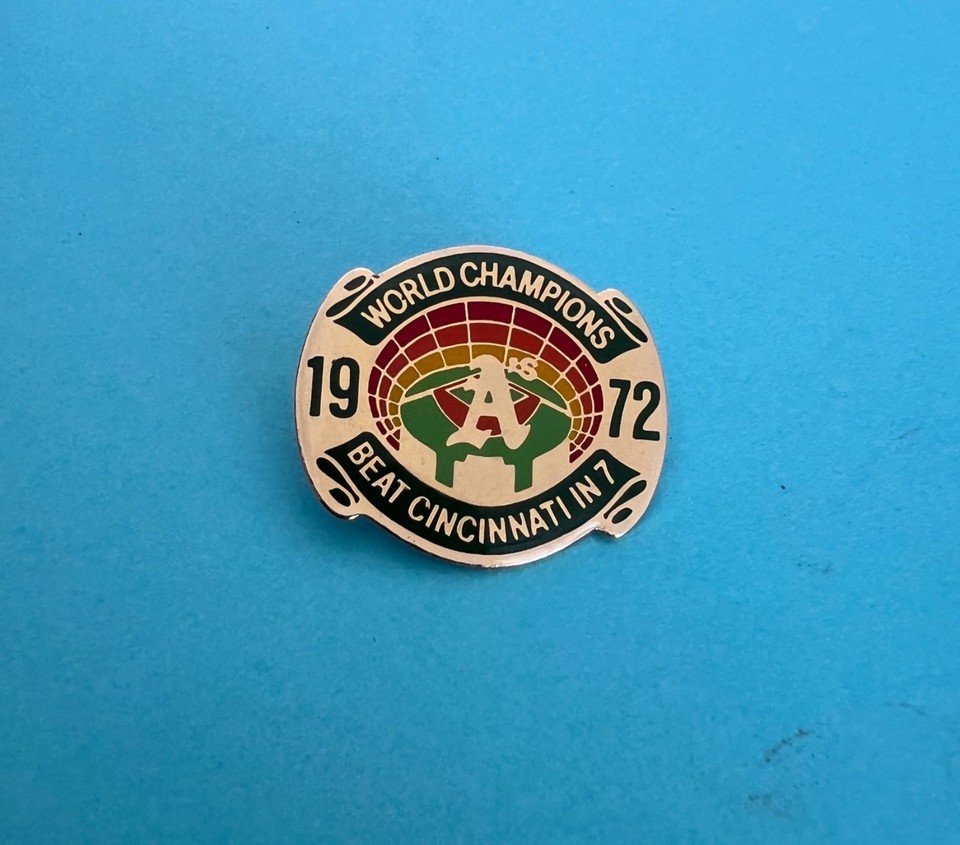 WORLD CHAMPIONS
19 72
A's
BEAT CINCINNATI IN 7